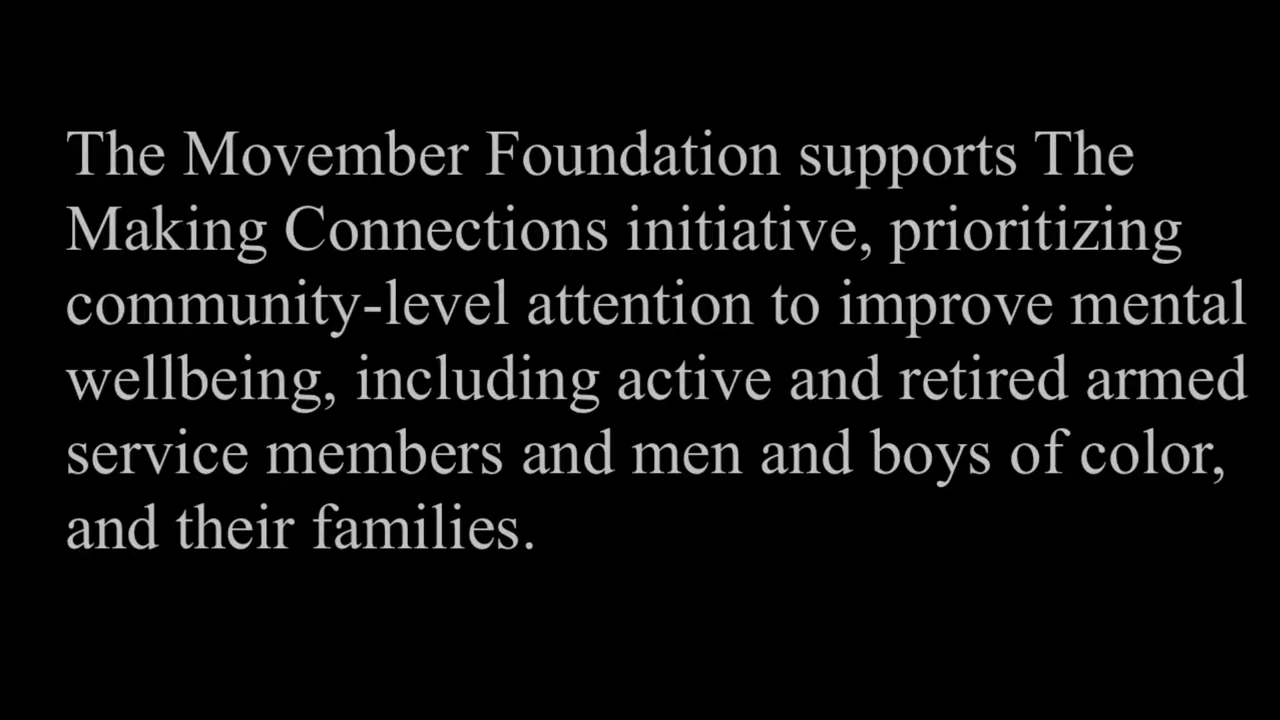 The Movember Foundation supports The
Making Connections initiative, prioritizing
community-level attention to improve mental
wellbeing, including active and retired armed
service members and men and boys of color,
and their families.